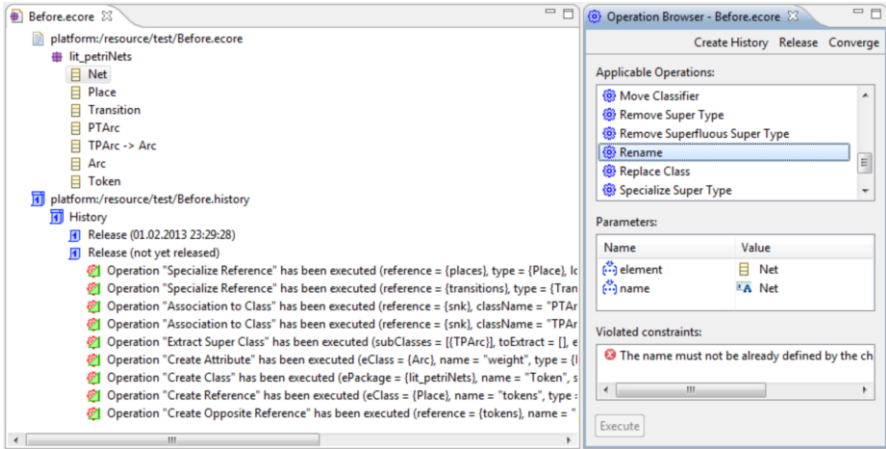 Before.ecore
platform:/resource/test/Before.ecore
lit_petriNets
Net
Place
Transition
PTArc
TPArc -> Arc
Arc
Token
platform:/resource/test/Before.history
History
Release (01.02.2013 23:29:28)
Release (not yet released)
Operation "Specialize Reference" has been executed (reference = {places}, type = {Place}, lc
Operation "Specialize Reference" has been executed (reference = {transitions}, type = {Tran
Operation "Association to Class" has been executed (reference = {snk}, className = "PTAr
Operation "Association to Class" has been executed (reference = {snk}, className = "TPAr
Operation "Extract Super Class" has been executed (subClasses = [{TPArc}], toExtract = [], e
Operation "Create Attribute" has been executed (eClass = {Arc}, name = "weight", type = {I
Operation "Create Class" has been executed (ePackage = {lit_petriNets}, name = "Token", s
Operation "Create Reference" has been executed (eClass = {Place}, name = "tokens", type :
Operation "Create Opposite Reference" has been executed (reference = {tokens}, name = "
Operation Browser - Before.ecore
Create History Release Converge
Applicable Operations:
Move Classifier
Remove Super Type
Remove Superfluous Super Type
Rename
Replace Class
Specialize Super Type
Parameters:
Name Value
element Net
name Net
Violated constraints:
The name must not be already defined by the ch
Execute